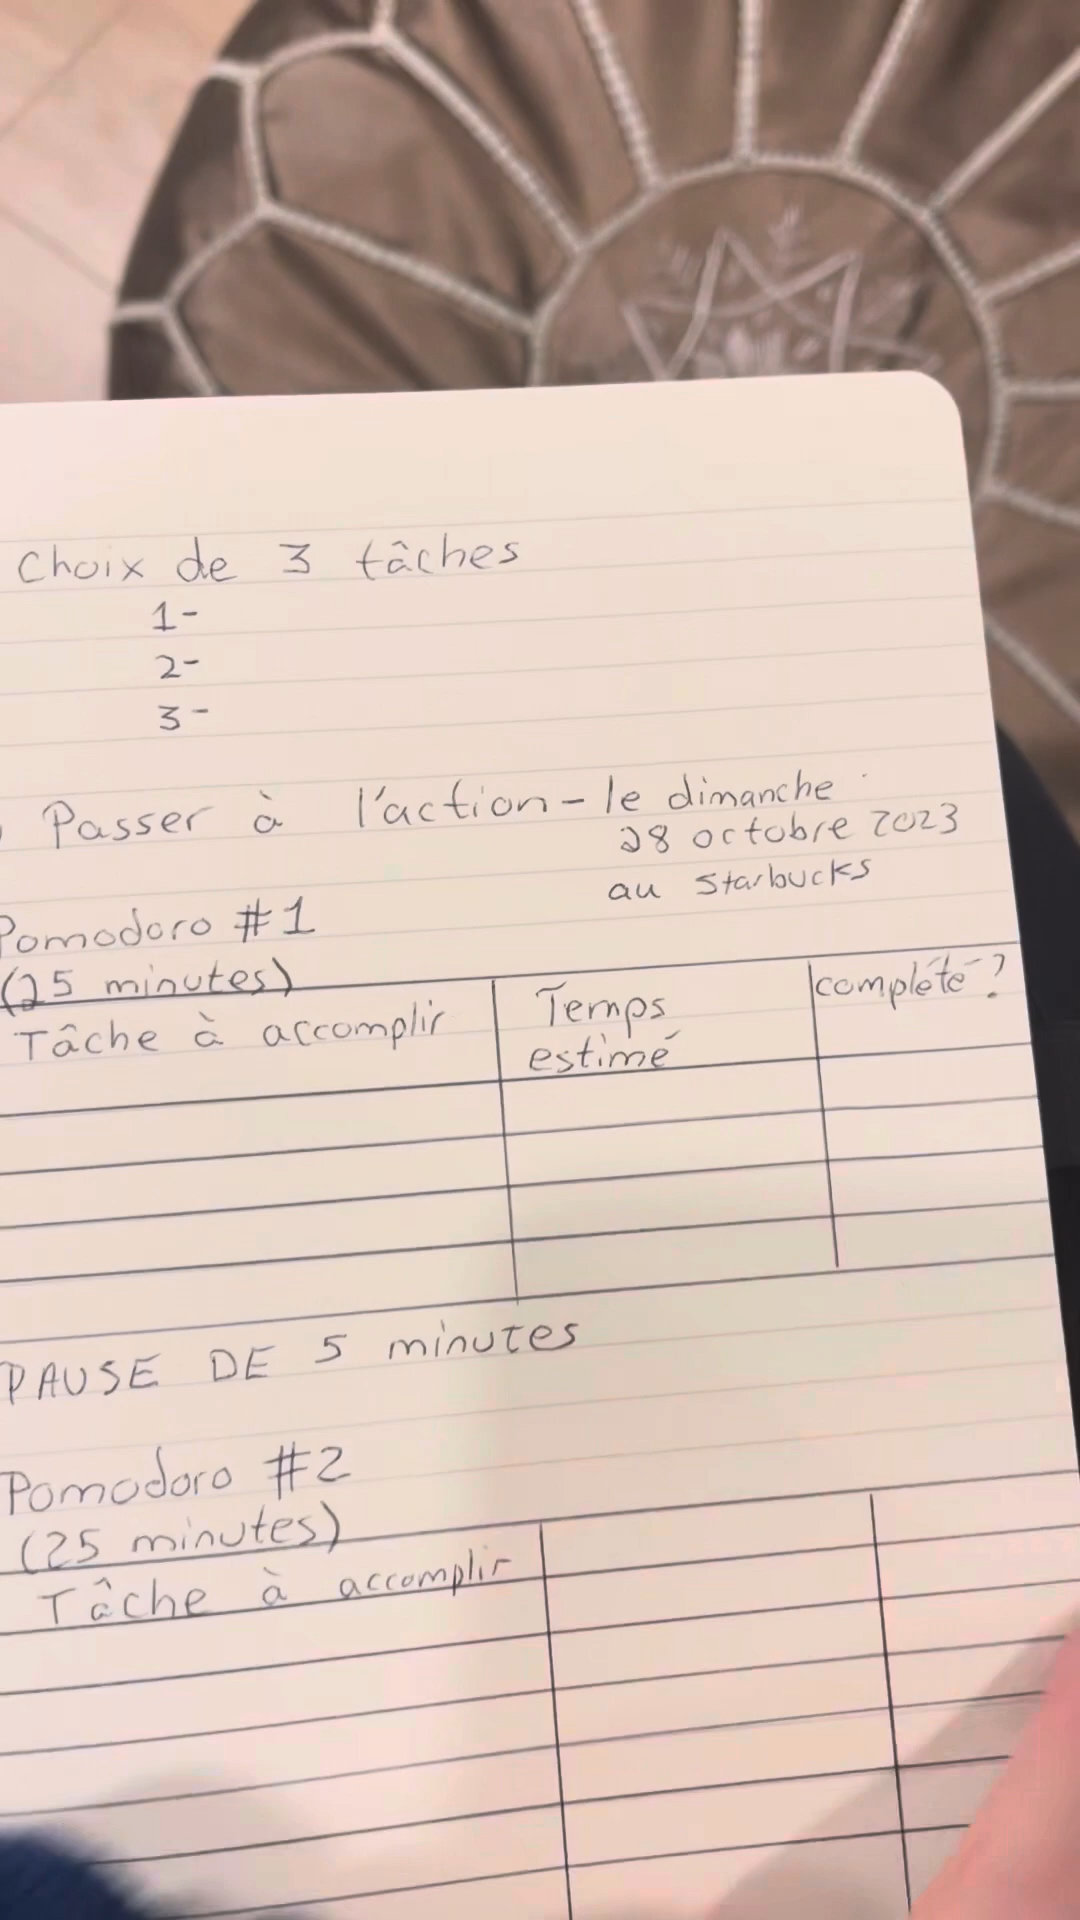 Choix de 3 tâches
1-
2-
3-
Passer à l'action - le dimanche
28 octobre 2023
au Starbucks
Pomodoro #1
(25 minutes)
Tâche à accomplir
Temps
estimé
complété?
PAUSE DE 5 minutes
Pomodoro #2
(25 minutes)
Tâche à accomplir